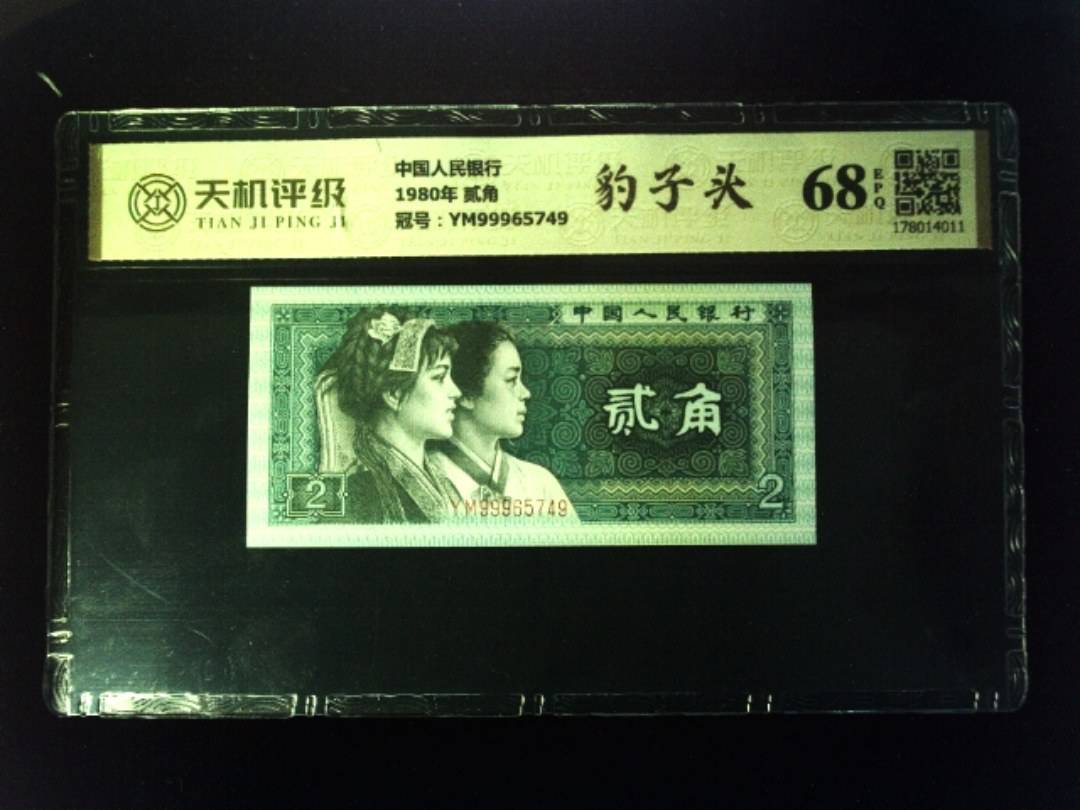 天机评级
TIAN JI PING JI
中国人民银行
1980年 贰角
冠号：YM99965749
豹子头
68
EPQ
178014011
中国人民银行
贰角
2
YM99965749
2